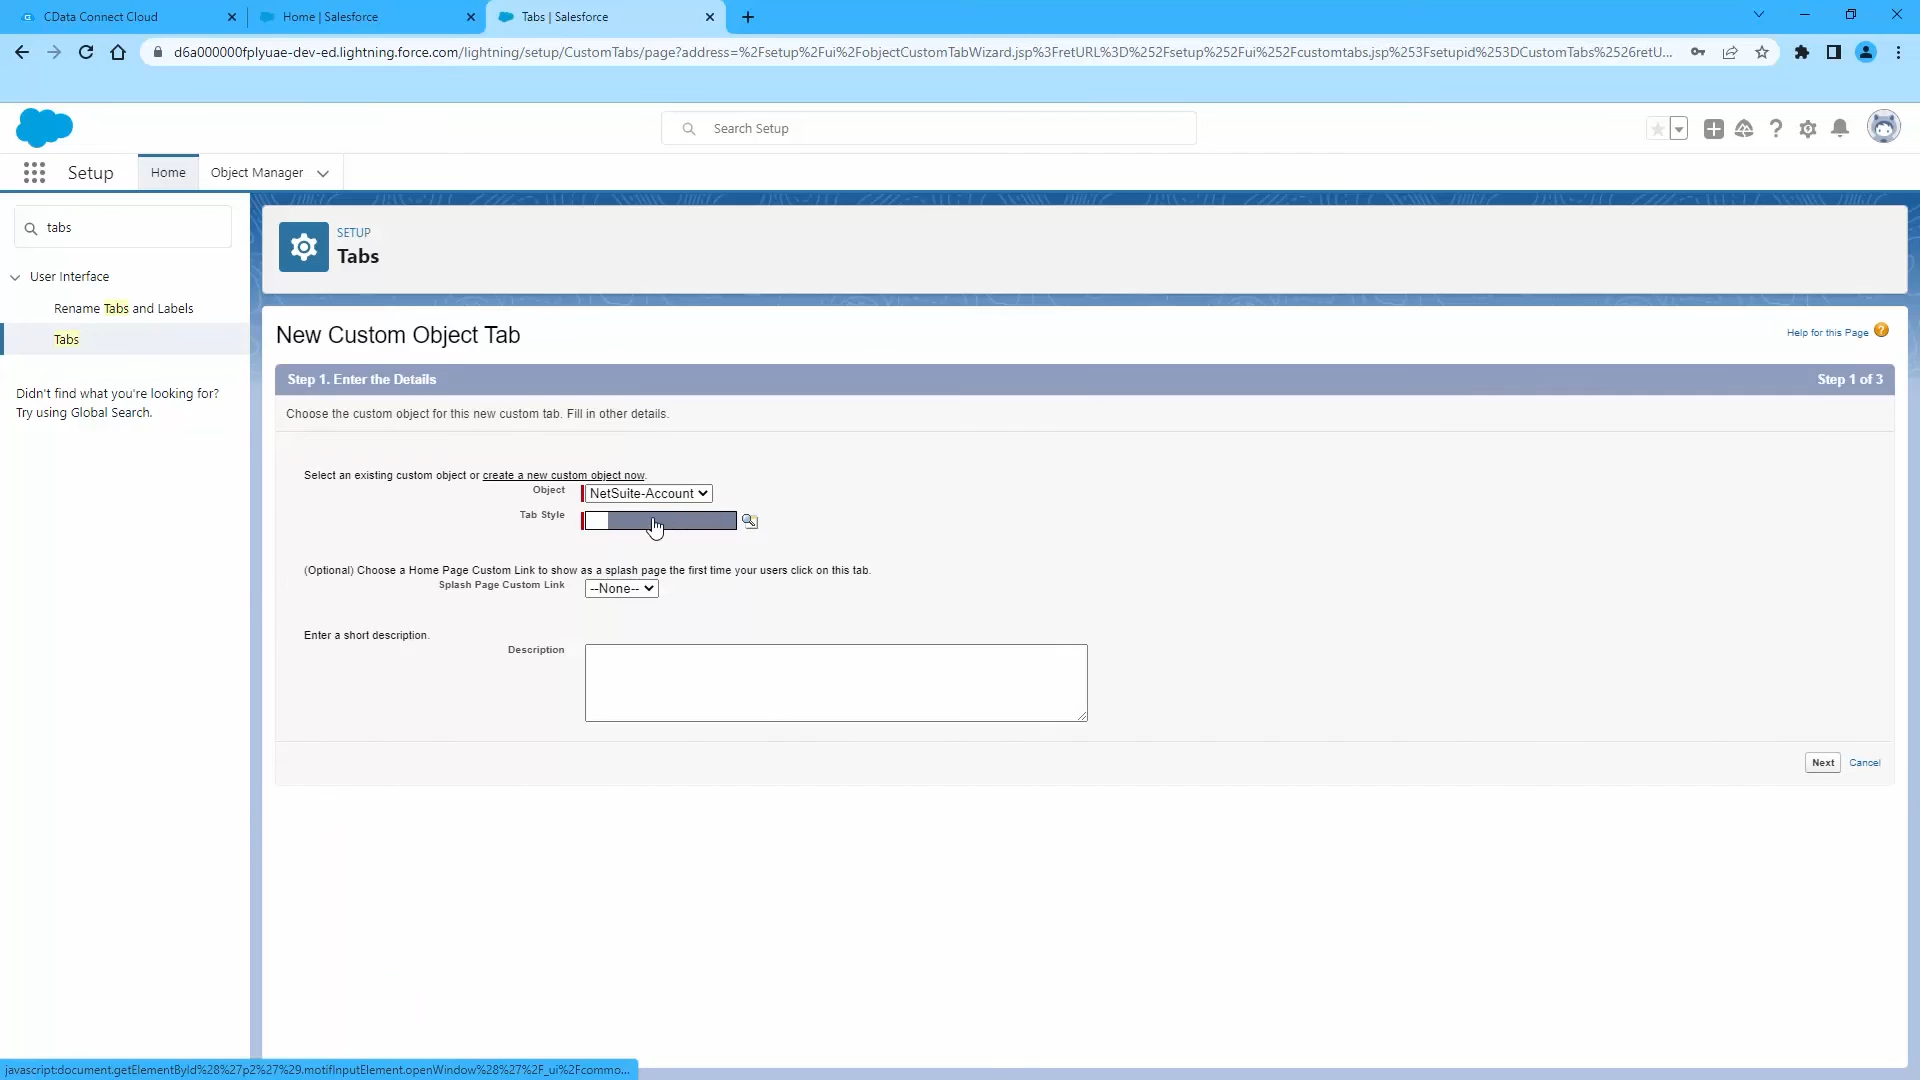 CData Connect Cloud
Home | Salesforce
Tabs | Salesforce
d6a000000fplyuae-dev-ed.lightning.force.com/lightning/setup/CustomTabs/page?address=%2Fsetup%2Fui%2FobjectCustomTabWizard.jsp%3FretURL%3D%252Fsetup%252Fui%252Fcustomtabs.jsp%253Fsetupid%253DCustomTabs%2526retU...
Search Setup
Setup
Home
Object Manager
tabs
User Interface
Rename Tabs and Labels
Tabs
Didn't find what you're looking for?
Try using Global Search.
SETUP
Tabs
New Custom Object Tab
Help for this Page
Step 1. Enter the Details
Step 1 of 3
Choose the custom object for this new custom tab. Fill in other details.
Select an existing custom object or create a new custom object now.
Object
NetSuite-Account
Tab Style
(Optional) Choose a Home Page Custom Link to show as a splash page the first time your users click on this tab.
Splash Page Custom Link
--None--
Enter a short description.
Description
Next
Cancel
javascript:document.getElementById%28%27p2%27%29.motifInputElement.openWindow%28%27%2F_ui%2Fcommo...